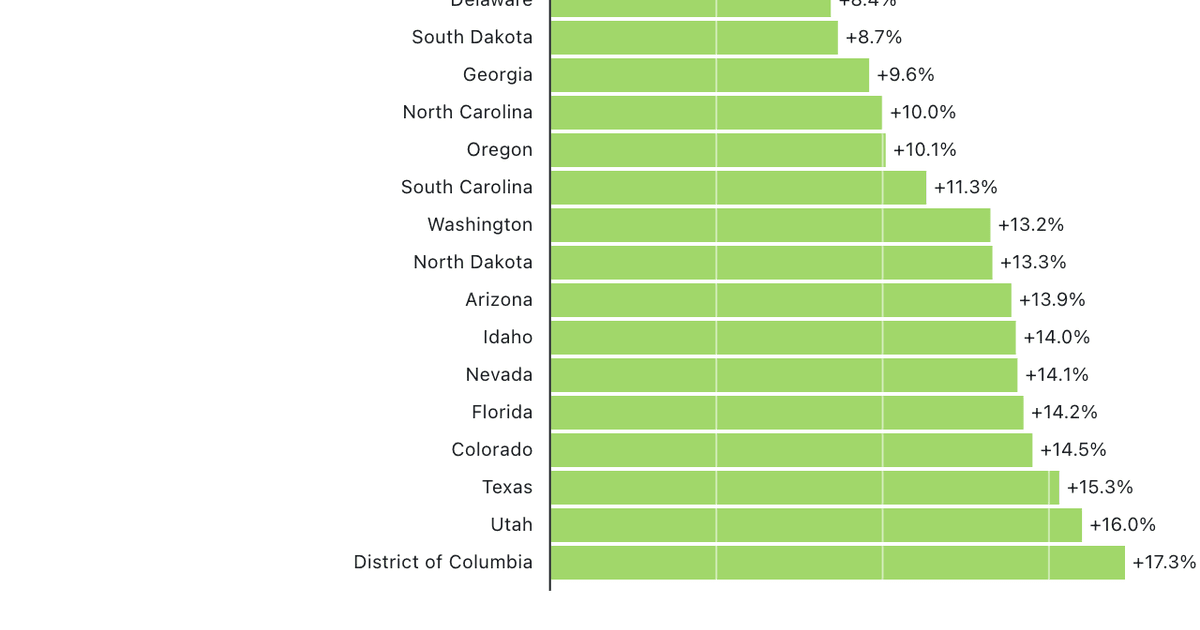 Delaware +8.4%
South Dakota +8.7%
Georgia +9.6%
North Carolina +10.0%
Oregon +10.1%
South Carolina +11.3%
Washington +13.2%
North Dakota +13.3%
Arizona +13.9%
Idaho +14.0%
Nevada +14.1%
Florida +14.2%
Colorado +14.5%
Texas +15.3%
Utah +16.0%
District of Columbia +17.3%